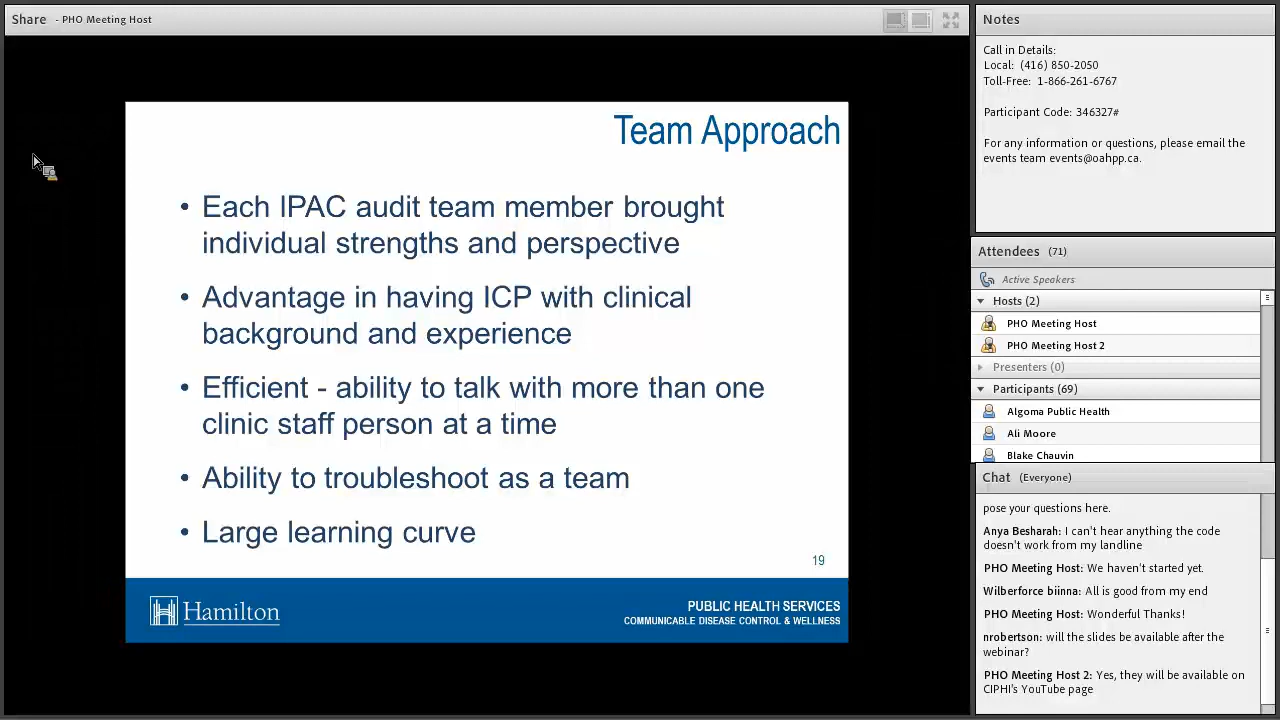 Share - PHO Meeting Host
Team Approach
• Each IPAC audit team member brought
individual strengths and perspective
• Advantage in having ICP with clinical
background and experience
• Efficient - ability to talk with more than one
clinic staff person at a time
• Ability to troubleshoot as a team
• Large learning curve
19
Hamilton
PUBLIC HEALTH SERVICES
COMMUNICABLE DISEASE CONTROL & WELLNESS
Notes
Call in Details:
Local: (416) 850-2050
Toll-Free: 1-866-261-6767
Participant Code: 346327#
For any information or questions, please email the
events team events@oahpp.ca.
Attendees (71)
Active Speakers
Hosts (2)
PHO Meeting Host
PHO Meeting Host 2
Presenters (0)
Participants (69)
Algoma Public Health
Ali Moore
Blake Chauvin
Chat (Everyone)
pose your questions here.
Anya Besharah: I can't hear anything the code
doesn't work from my landline
PHO Meeting Host: We haven't started yet.
Wilberforce biinna: All is good from my end
PHO Meeting Host: Wonderful Thanks!
nrobertson: will the slides be available after the
webinar?
PHO Meeting Host 2: Yes, they will be available on
CIPHI's YouTube page